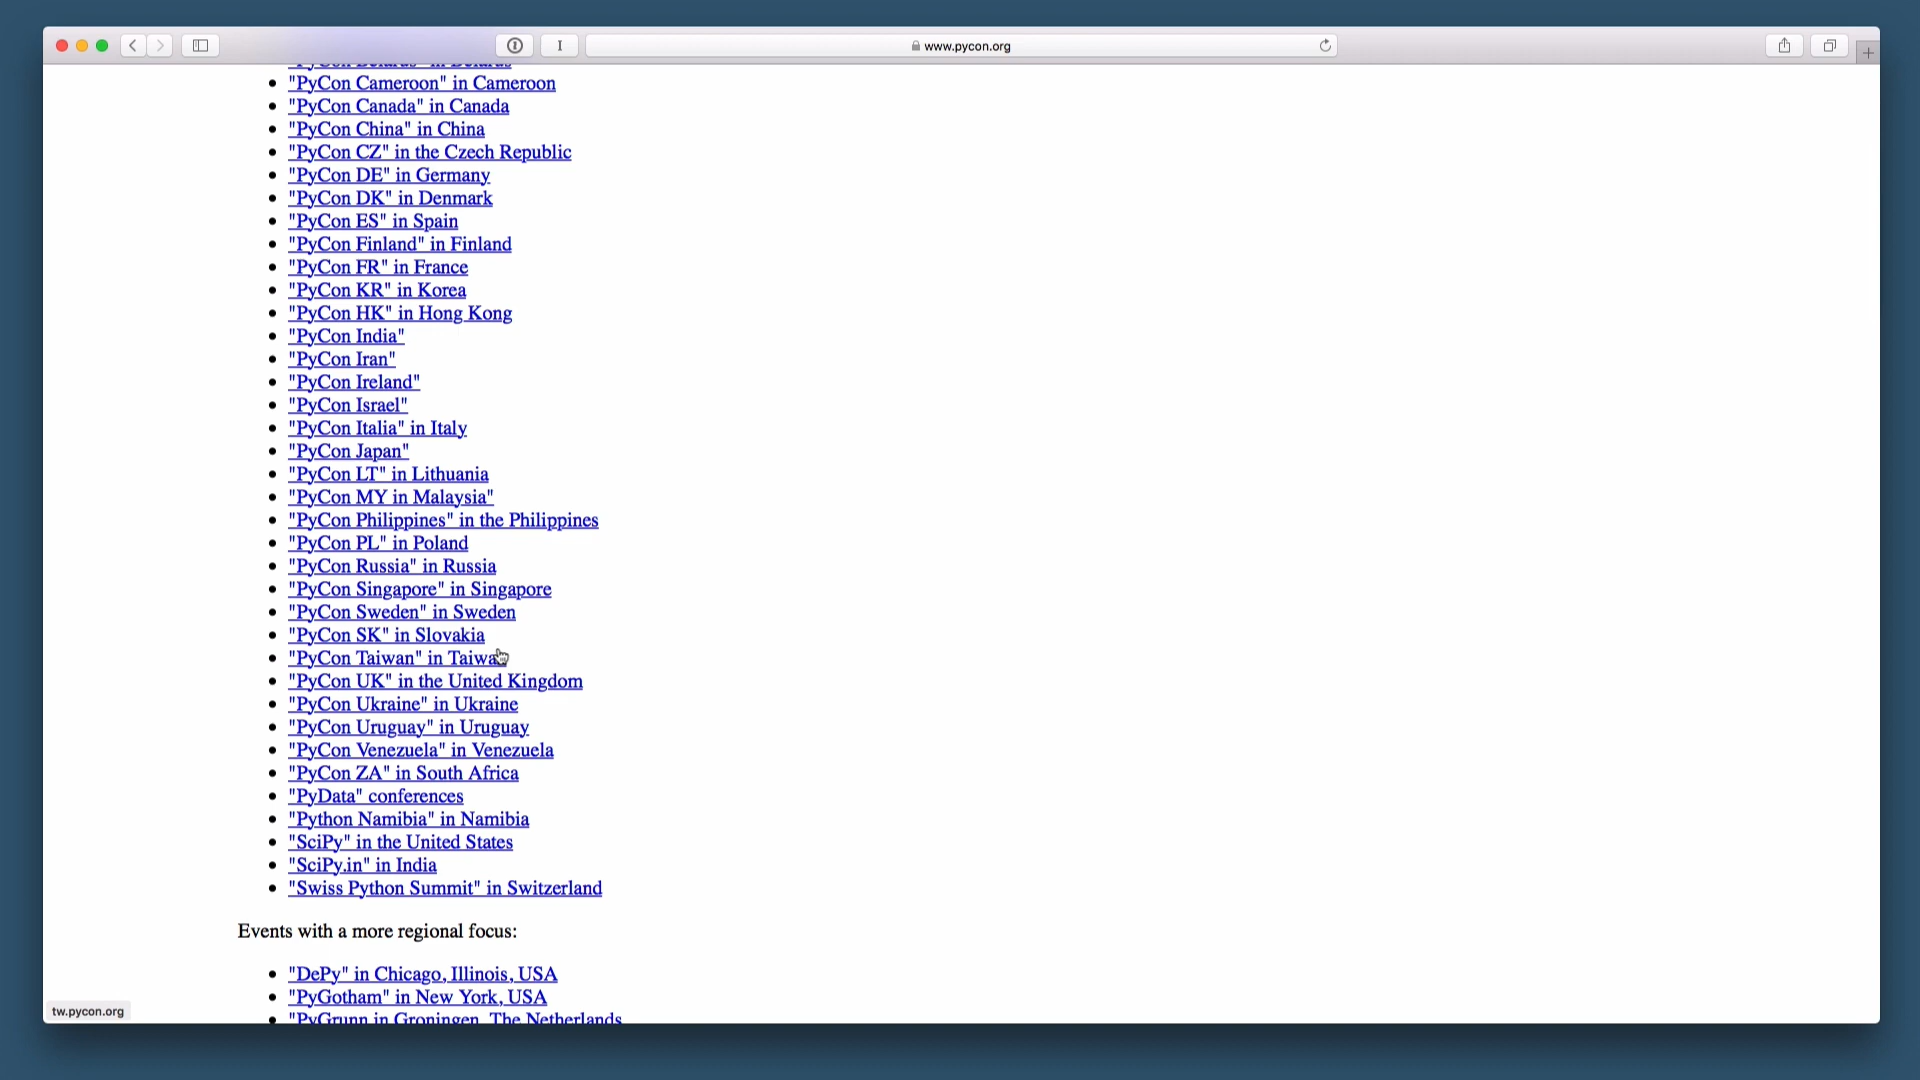 www.pycon.org
"PyCon Belarus" in Belarus
"PyCon Cameroon" in Cameroon
"PyCon Canada" in Canada
"PyCon China" in China
"PyCon CZ" in the Czech Republic
"PyCon DE" in Germany
"PyCon DK" in Denmark
"PyCon ES" in Spain
"PyCon Finland" in Finland
"PyCon FR" in France
"PyCon KR" in Korea
"PyCon HK" in Hong Kong
"PyCon India"
"PyCon Iran"
"PyCon Ireland"
"PyCon Israel"
"PyCon Italia" in Italy
"PyCon Japan"
"PyCon LT" in Lithuania
"PyCon MY in Malaysia"
"PyCon Philippines" in the Philippines
"PyCon PL" in Poland
"PyCon Russia" in Russia
"PyCon Singapore" in Singapore
"PyCon Sweden" in Sweden
"PyCon SK" in Slovakia
"PyCon Taiwan" in Taiwan
"PyCon UK" in the United Kingdom
"PyCon Ukraine" in Ukraine
"PyCon Uruguay" in Uruguay
"PyCon Venezuela" in Venezuela
"PyCon ZA" in South Africa
"PyData" conferences
"Python Namibia" in Namibia
"SciPy" in the United States
"SciPy.in" in India
"Swiss Python Summit" in Switzerland
Events with a more regional focus:
"DePy" in Chicago, Illinois, USA
"PyGotham" in New York, USA
"PyGrunn in Groningen, The Netherlands
tw.pycon.org